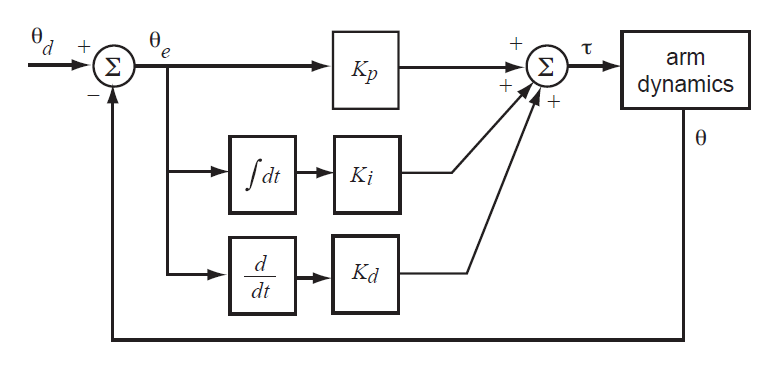 θd
+
Σ
−
θe
Kp
+
+
+
Σ
τ
arm
dynamics
θ
∫dt
Ki
d
dt
Kd